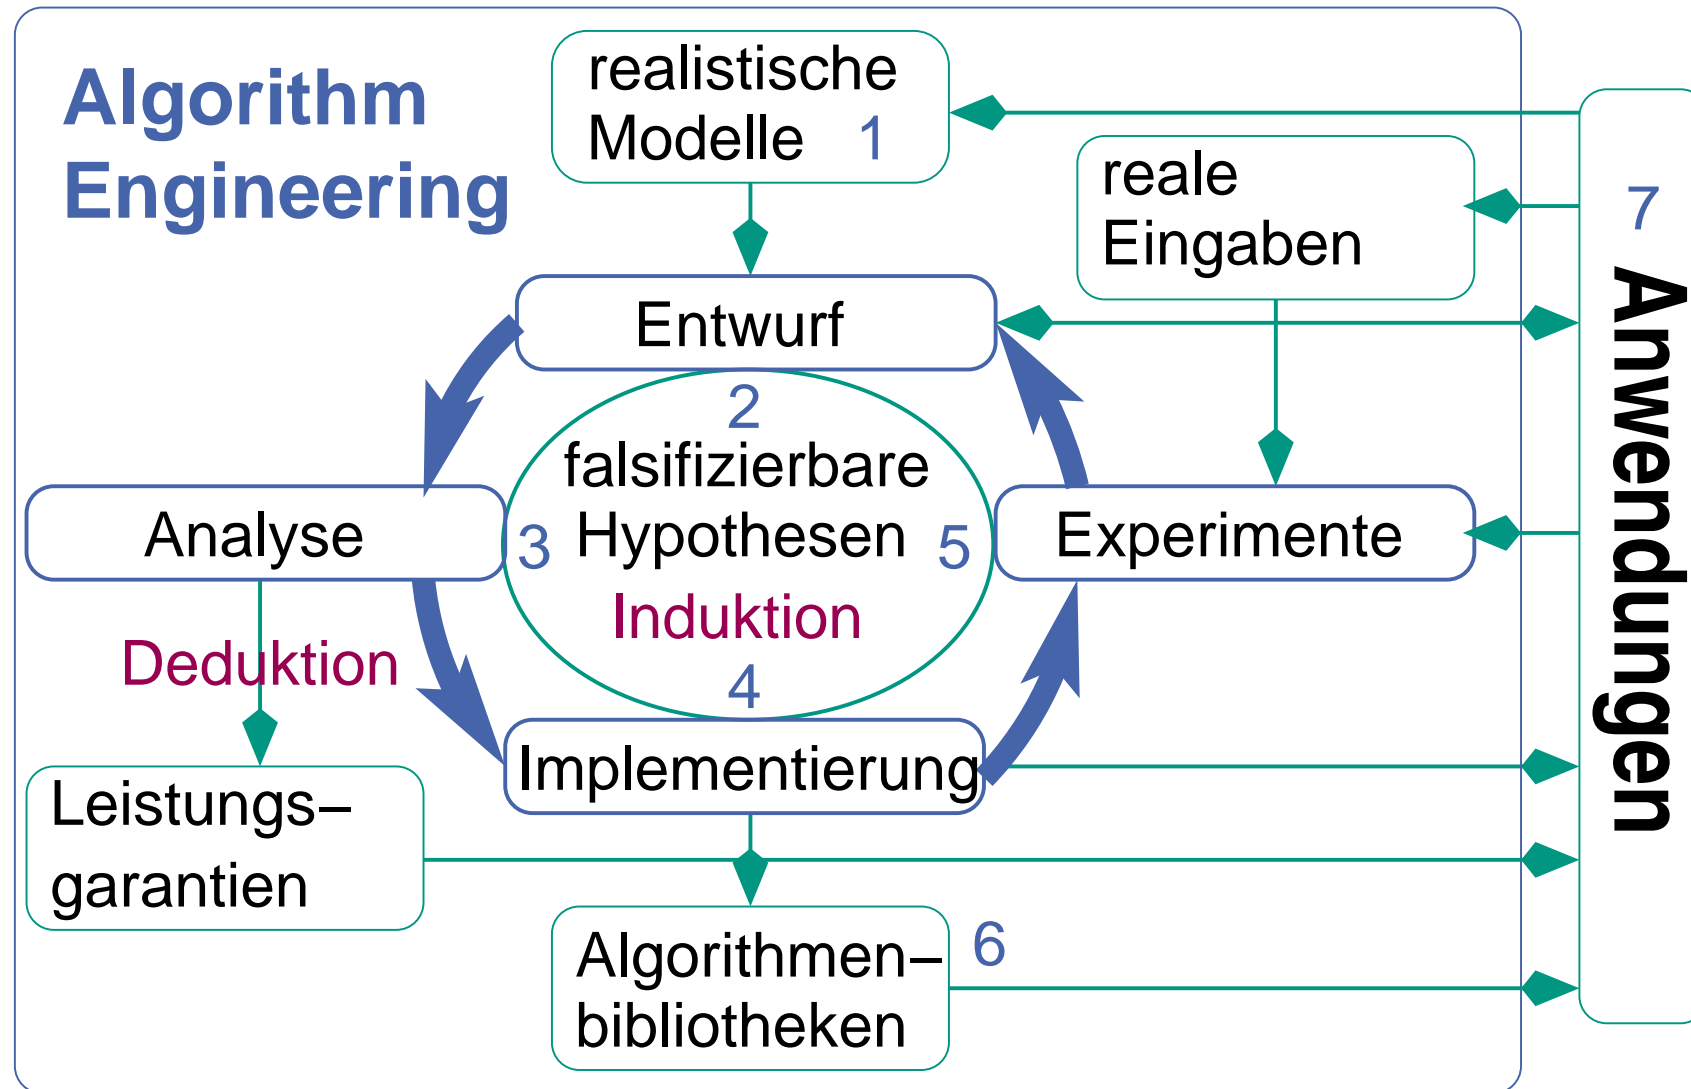 Algorithm
Engineering
realistische
Modelle 1
reale
Eingaben
7
Anwendungen
Entwurf
2
falsifizierbare
Hypothesen
Induktion
3
5
4
Analyse
Experimente
Deduktion
Implementierung
Leistungs–
garantien
Algorithmen–
bibliotheken
6